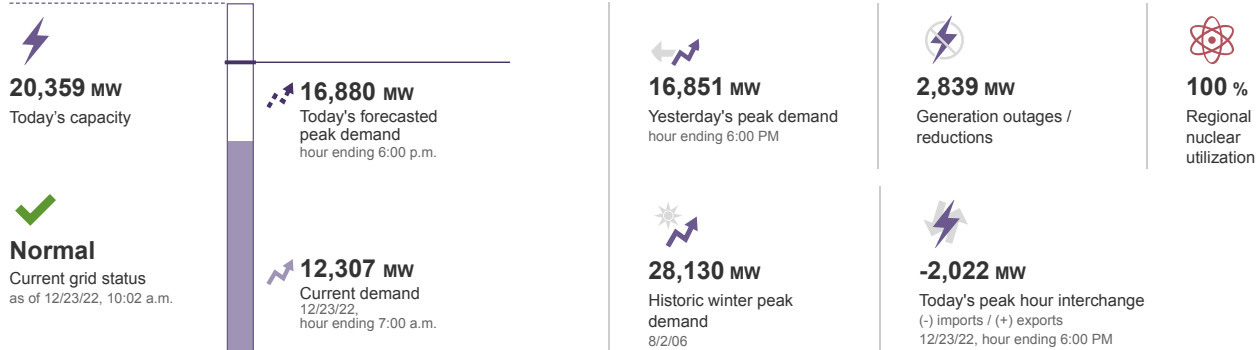 20,359 MW
Today's capacity
Normal
Current grid status
as of 12/23/22, 10:02 a.m.
16,880 MW
Today's forecasted
peak demand
hour ending 6:00 p.m.
12,307 MW
Current demand
12/23/22,
hour ending 7:00 a.m.
16,851 MW
Yesterday's peak demand
hour ending 6:00 PM
2,839 MW
Generation outages /
reductions
100 %
Regional
nuclear
utilization
28,130 MW
Historic winter peak
demand
8/2/06
-2,022 MW
Today's peak hour interchange
(-) imports / (+) exports
12/23/22, hour ending 6:00 PM